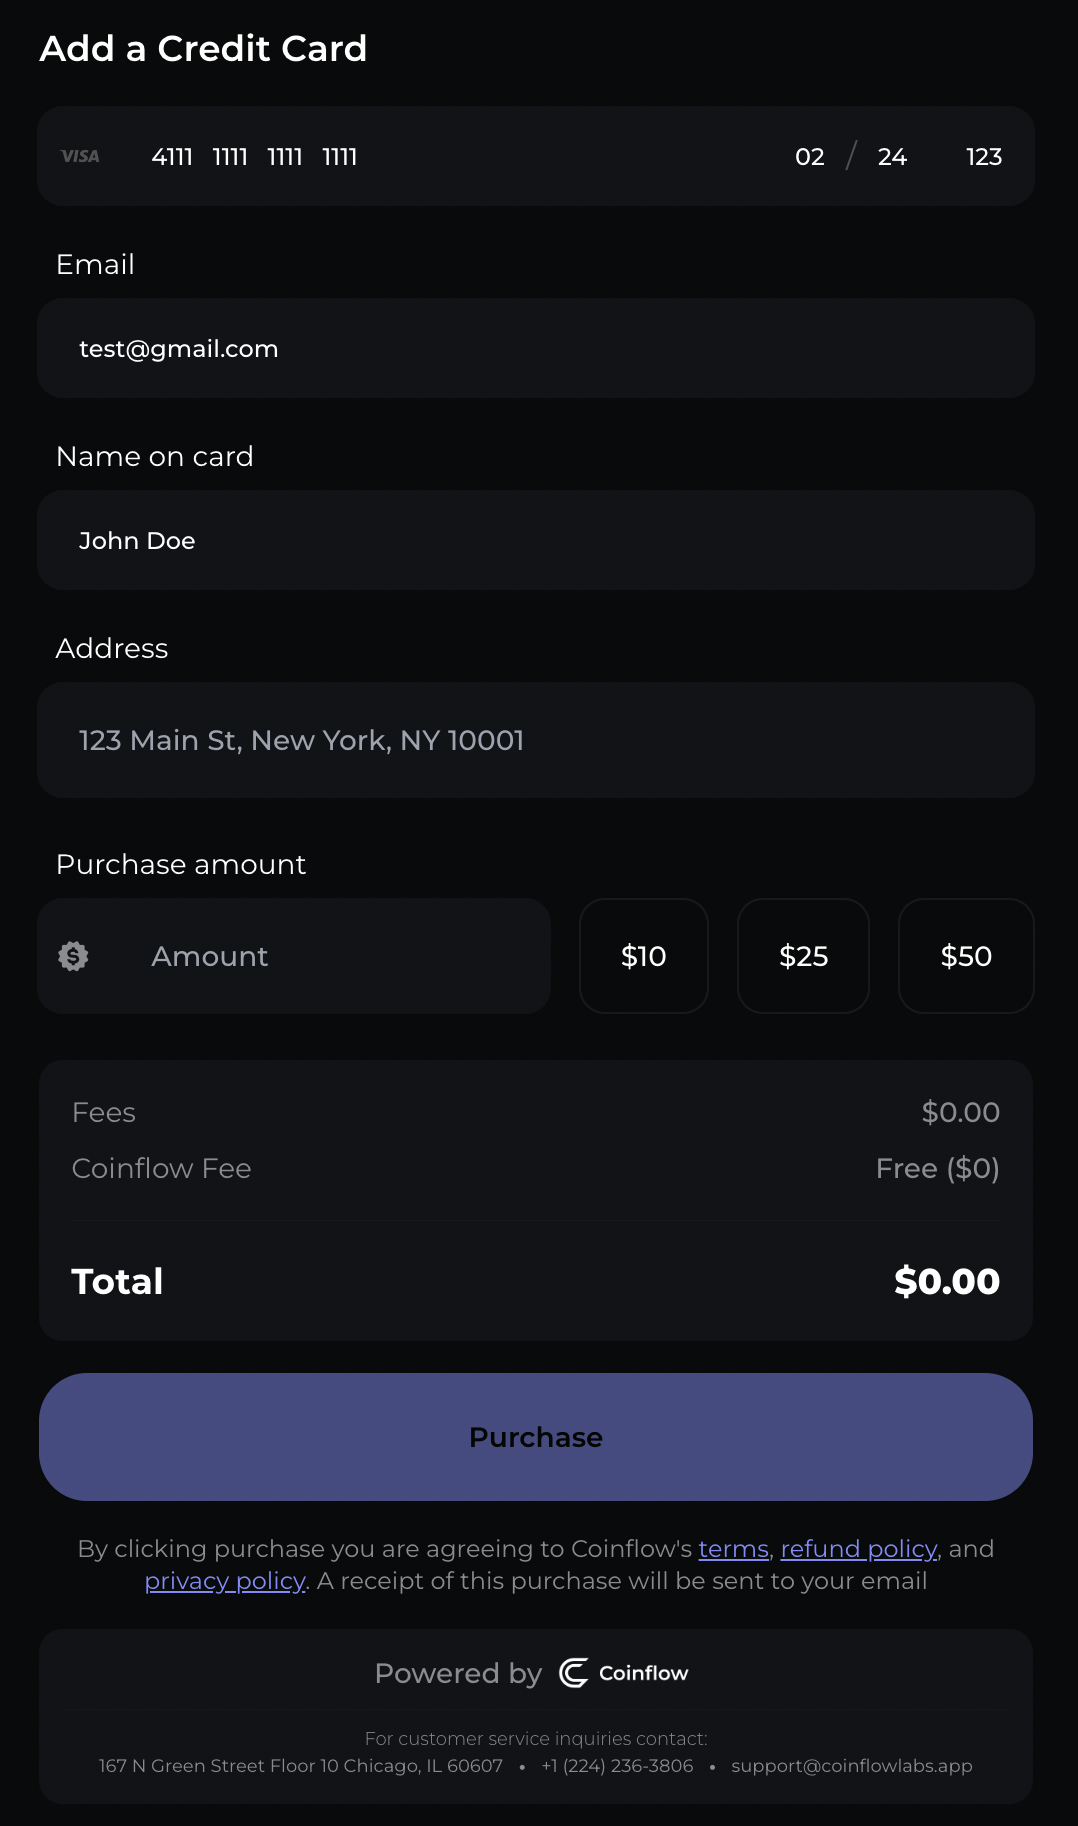 Add a Credit Card
VISA 4111 1111 1111 1111 02 / 24 123
Email
test@gmail.com
Name on card
John Doe
Address
123 Main St, New York, NY 10001
Purchase amount
$ Amount $10 $25 $50
Fees $0.00
Coinflow Fee Free ($0)
Total $0.00
Purchase
By clicking purchase you are agreeing to Coinflow's terms, refund policy, and
privacy policy. A receipt of this purchase will be sent to your email
Powered by Coinflow
For customer service inquiries contact:
167 N Green Street Floor 10 Chicago, IL 60607 • +1 (224) 236-3806 • support@coinflowlabs.app